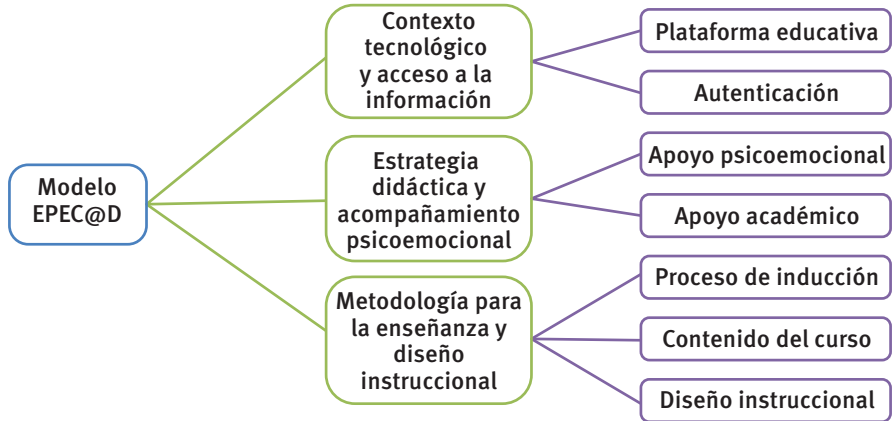 Modelo
EPEC@D
Contexto
tecnológico
y acceso a la
información
Plataforma educativa
Autenticación
Estrategia
didáctica y
acompañamiento
psicoemocional
Apoyo psicoemocional
Apoyo académico
Metodología para
la enseñanza y
diseño
instruccional
Proceso de inducción
Contenido del curso
Diseño instruccional